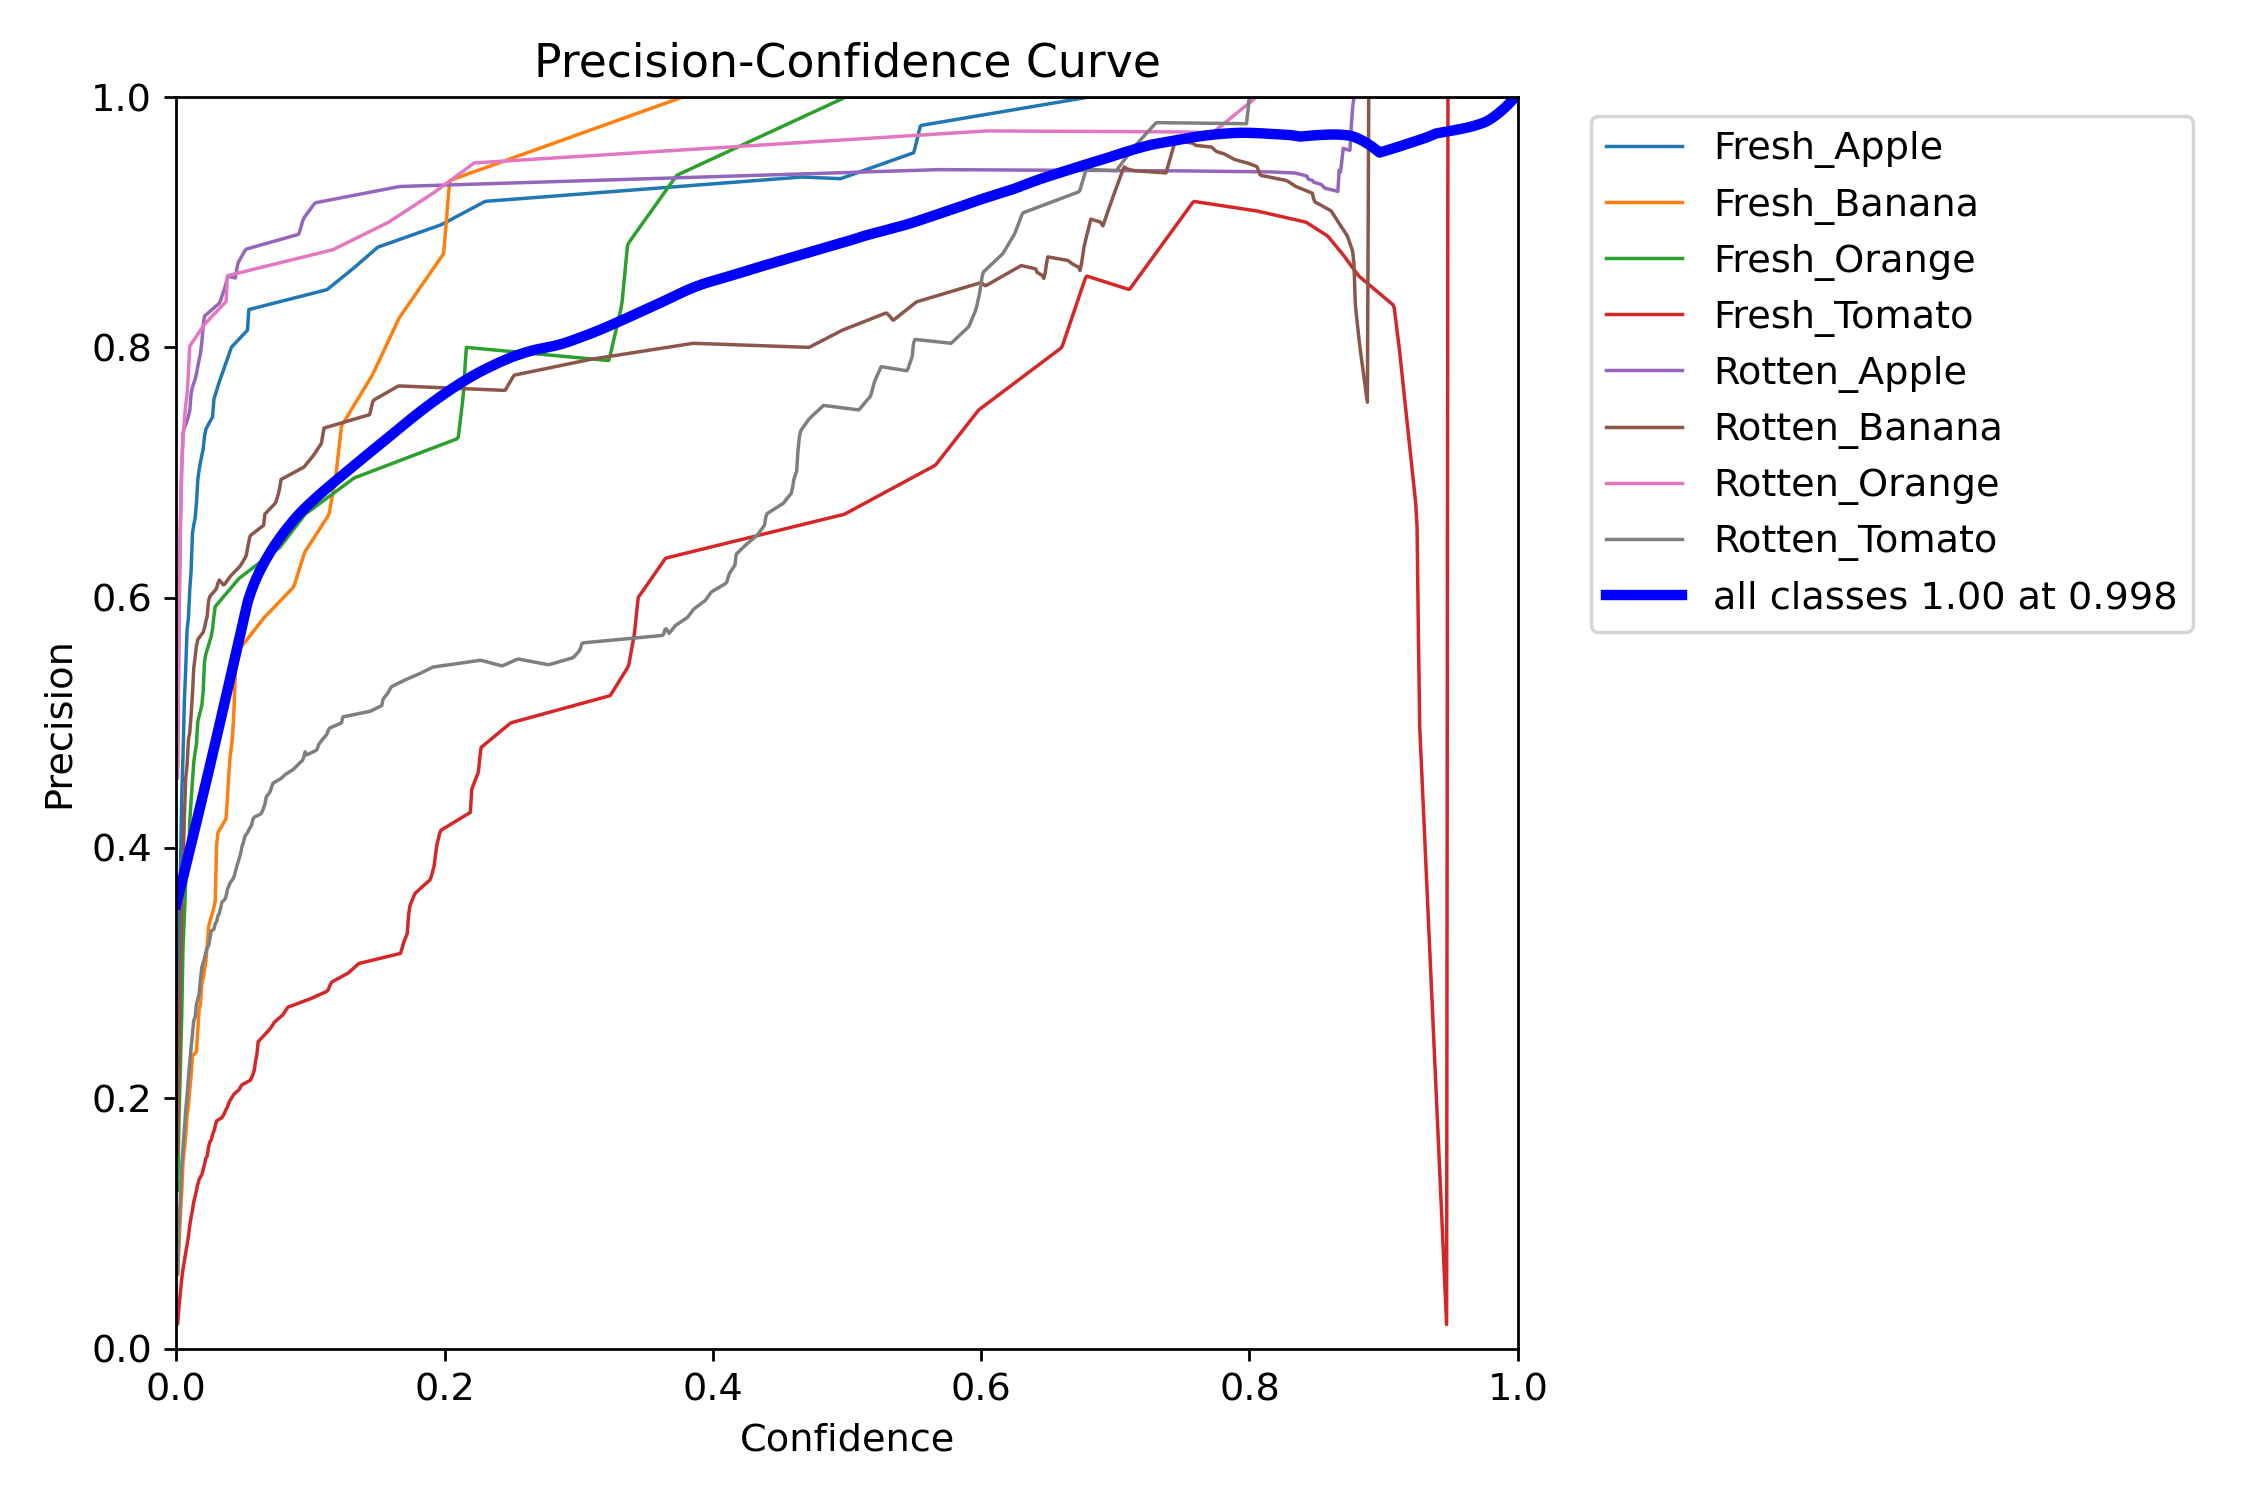 Precision-Confidence Curve
1.0
0.8
0.6
0.4
0.2
0.0
Precision
0.0 0.2 0.4 0.6 0.8 1.0
Confidence
Fresh_Apple
Fresh_Banana
Fresh_Orange
Fresh_Tomato
Rotten_Apple
Rotten_Banana
Rotten_Orange
Rotten_Tomato
all classes 1.00 at 0.998